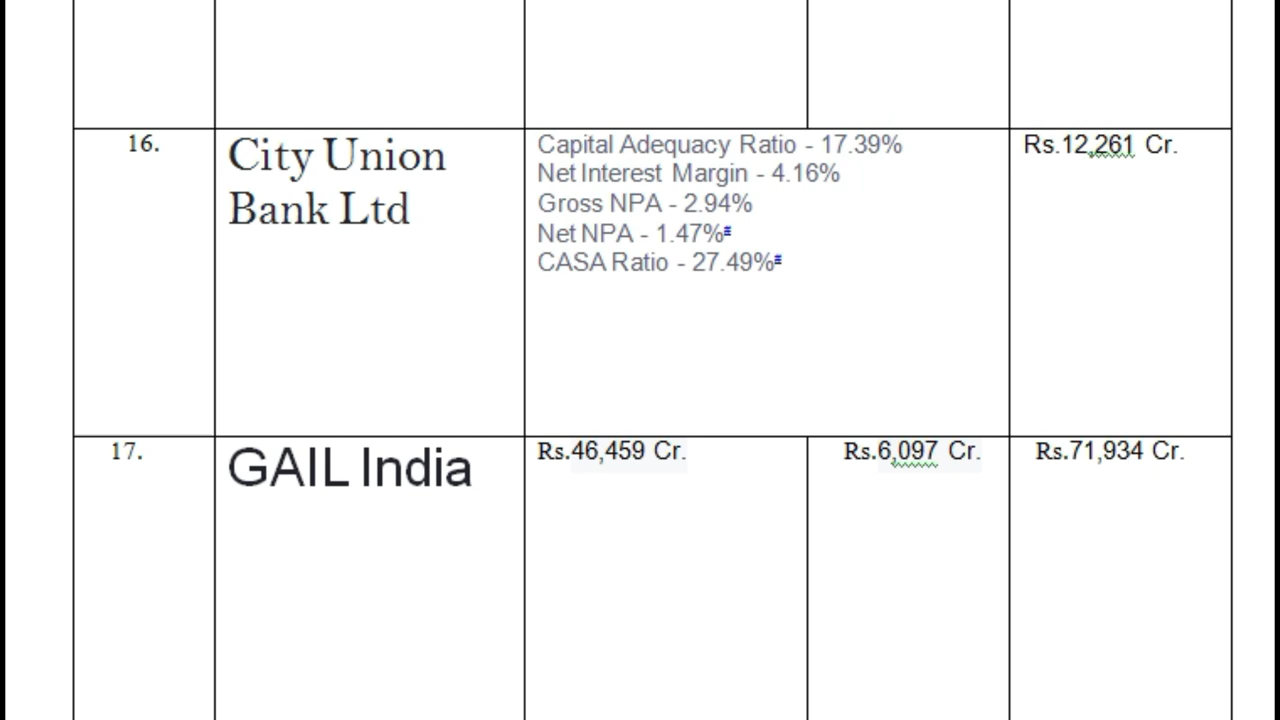 16.
City Union
Bank Ltd
Capital Adequacy Ratio - 17.39%
Net Interest Margin - 4.16%
Gross NPA - 2.94%
Net NPA - 1.47%#
CASA Ratio - 27.49%#
Rs.12,261 Cr.
17.
GAIL India
Rs.46,459 Cr.
Rs.6,097 Cr.
Rs.71,934 Cr.